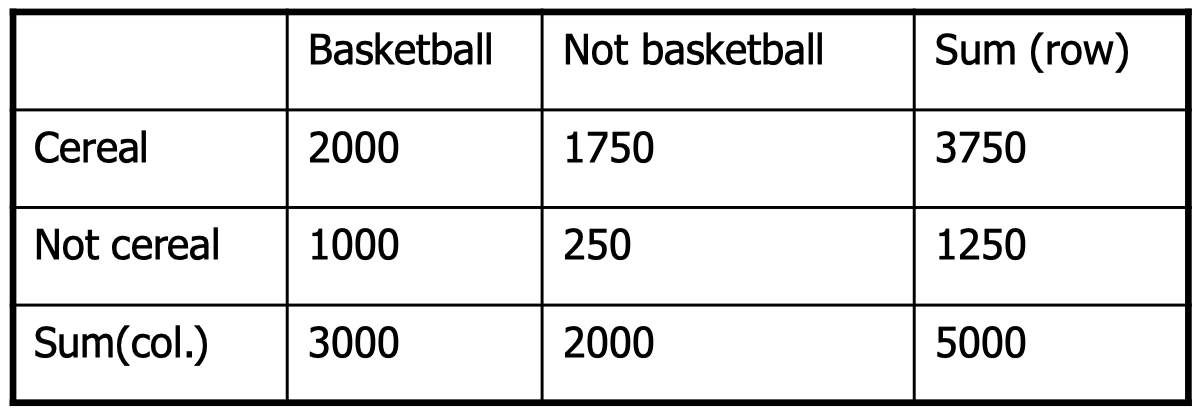 Basketball Not basketball Sum (row)
Cereal 2000 1750 3750
Not cereal 1000 250 1250
Sum(col.) 3000 2000 5000